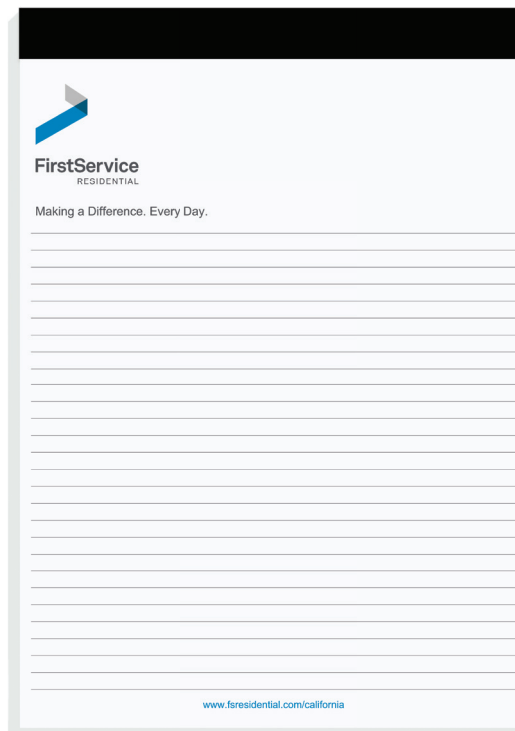 FirstService
RESIDENTIAL
Making a Difference. Every Day.
www.fsresidential.com/california